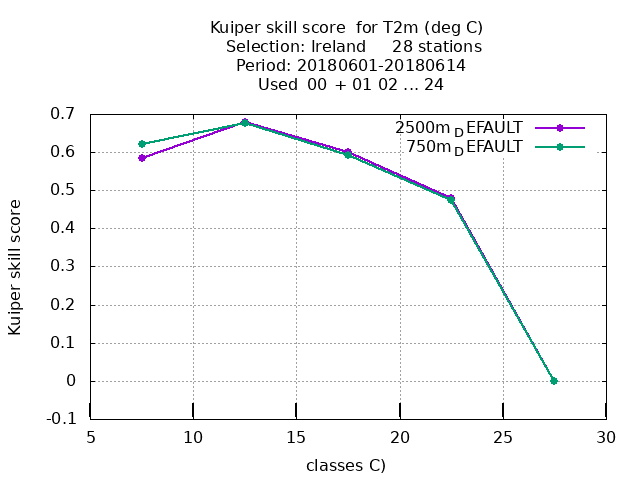 Kuiper skill score for T2m (deg C)
Selection: Ireland 28 stations
Period: 20180601-20180614
Used 00 + 01 02 ... 24
2500m_DEFAULT
750m_DEFAULT
Kuiper skill score
0.7
0.6
0.5
0.4
0.3
0.2
0.1
0
-0.1
5 10 15 20 25 30
classes C)